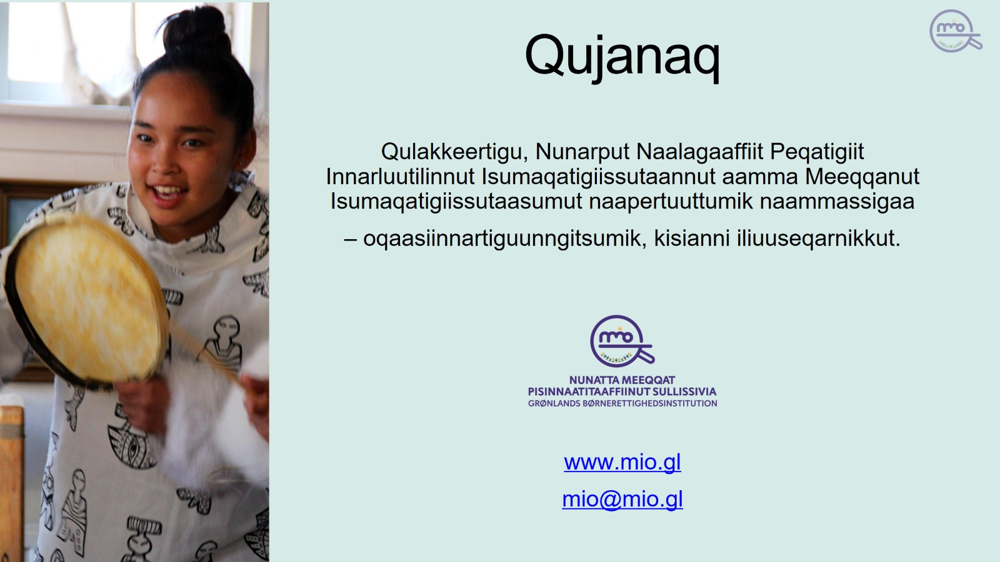 mio
Qujanaq
Qulakkeertigu, Nunarput Naalagaaffiit Peqatigiit
Innarluutilinnut Isumaqatigiissutaannut aamma Meeqqanut
Isumaqatigiissutaasumut naapertuuttumik naammassigaa
– oqaasiinnartiguunngitsumik, kisianni iliuuseqarnikkut.
mio
NUNATTA MEEQQAT
PISINNAATITAAFFIINUT SULLISSIVIA
GRØNLANDS BØRNERETTIGHEDSINSTITUTION
www.mio.gl
mio@mio.gl